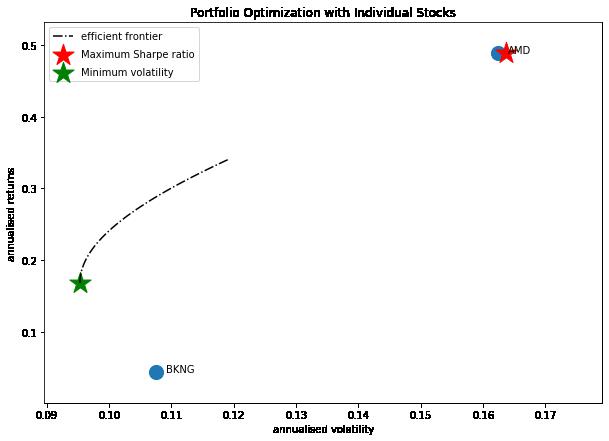 Portfolio Optimization with Individual Stocks
efficient frontier
Maximum Sharpe ratio
Minimum volatility
AMD
BKNG
annualised returns
0.5
0.4
0.3
0.2
0.1
0.09 0.10 0.11 0.12 0.13 0.14 0.15 0.16 0.17
annualised volatility